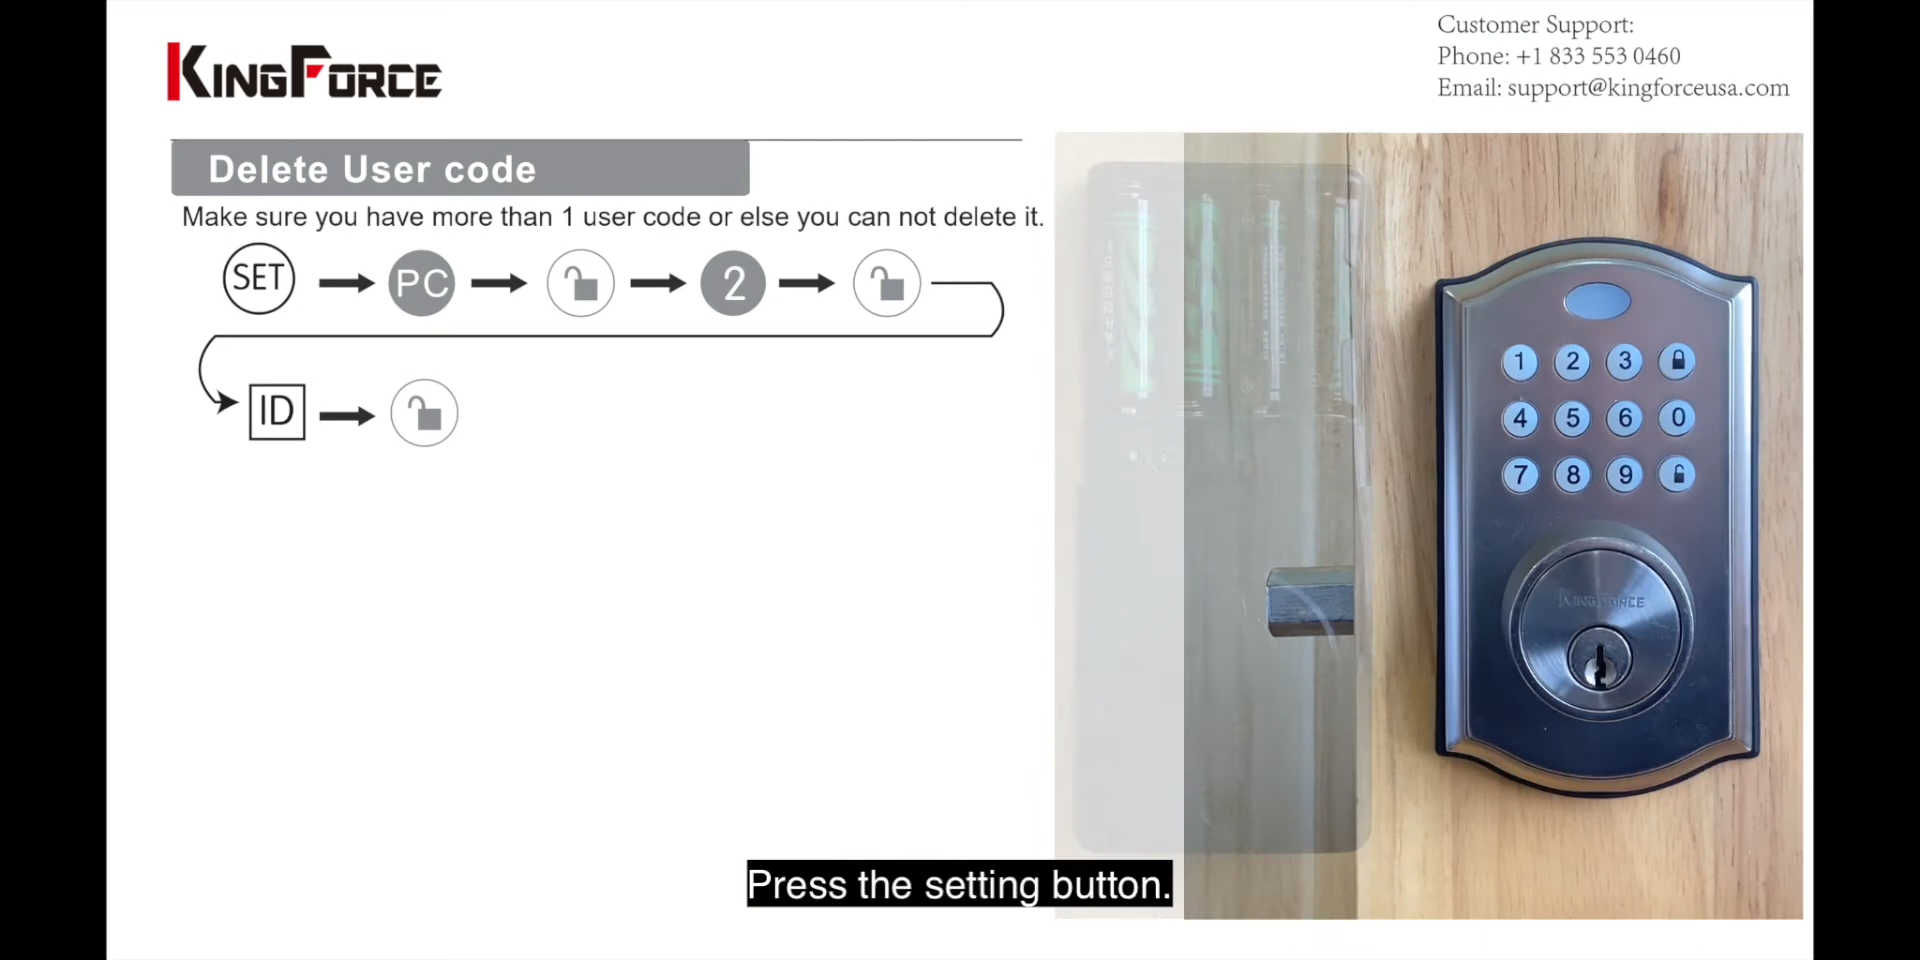 KINGFORCE
Customer Support:
Phone: +1 833 553 0460
Email: support@kingforceusa.com
Delete User code
Make sure you have more than 1 user code or else you can not delete it.
SET PC 2
ID
1 2 3
4 5 6 0
7 8 9
KINGFORCE
Press the setting button.